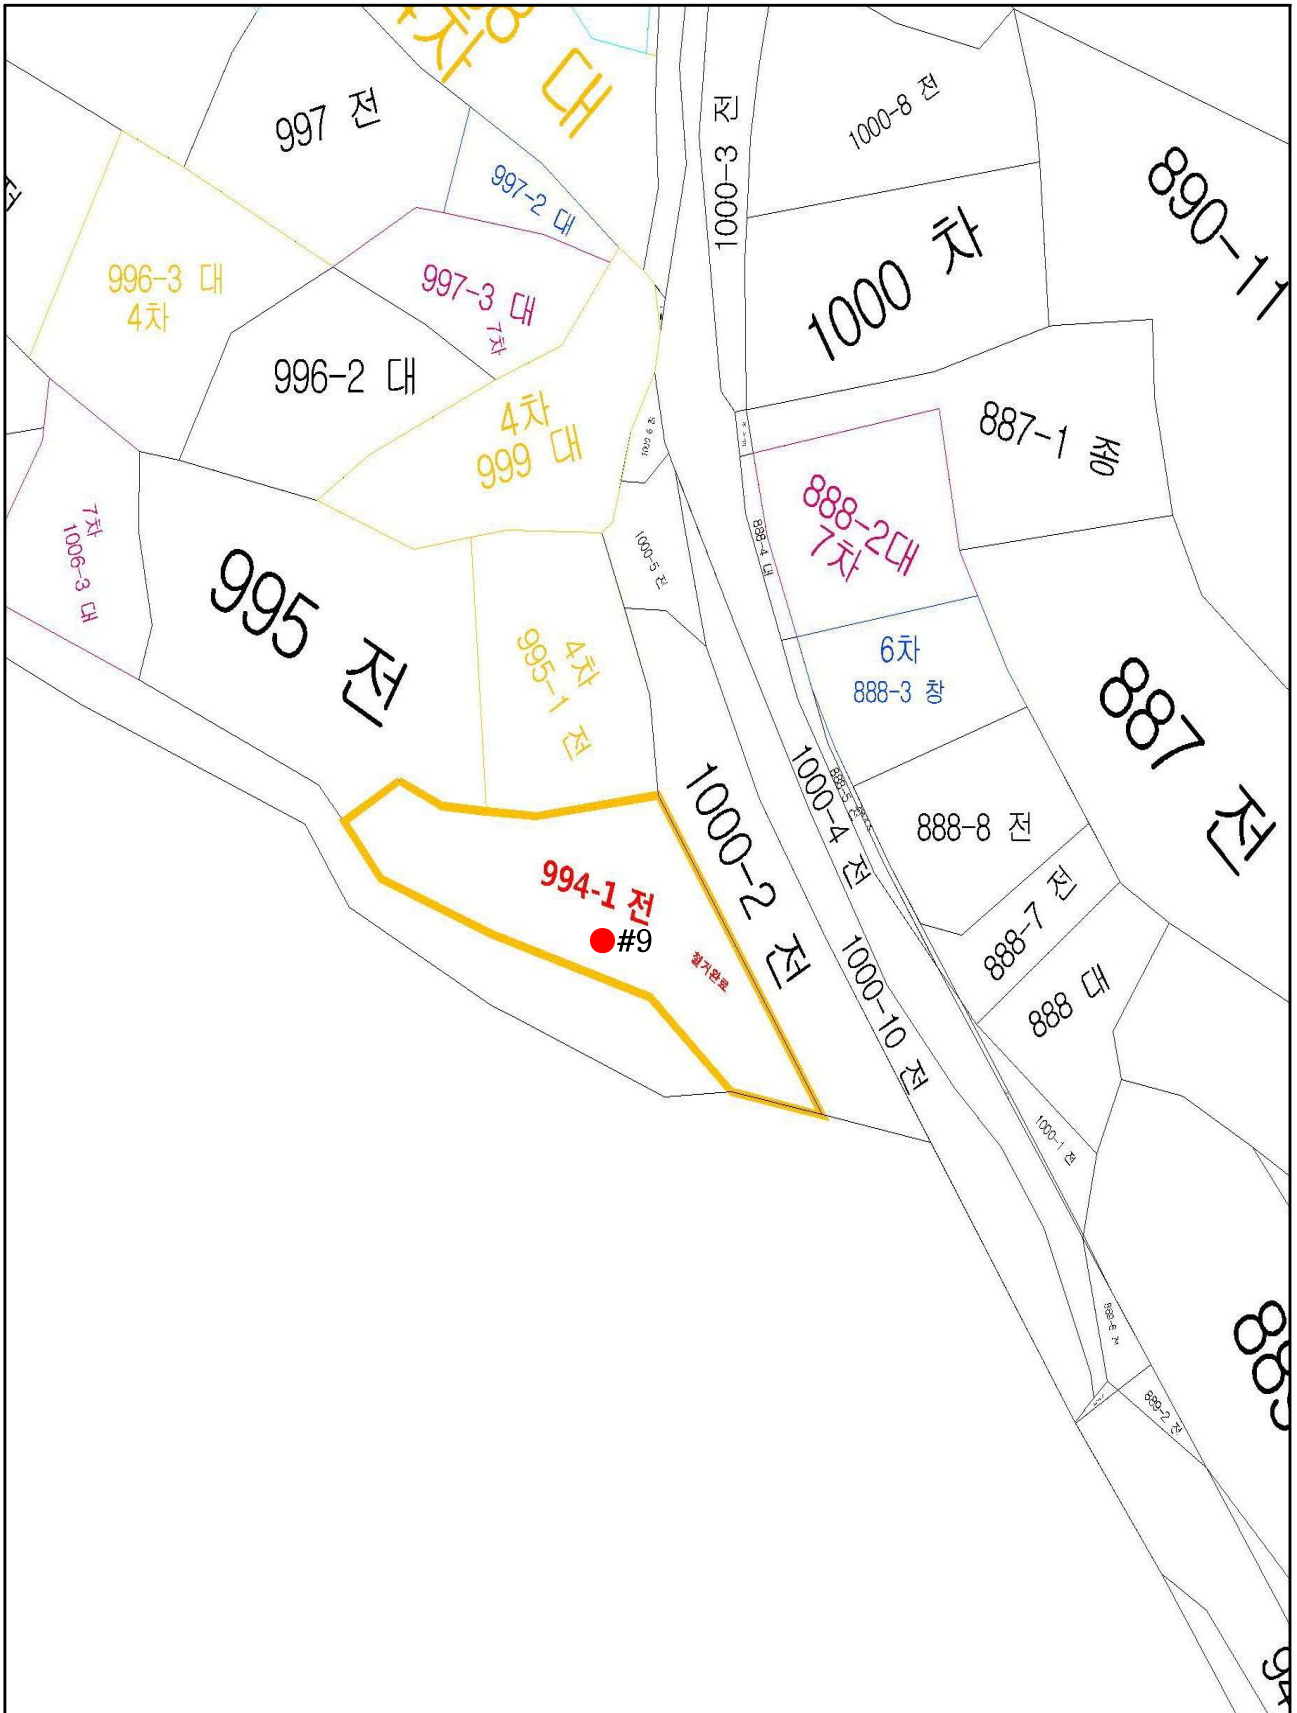 차 대
997 전
1000-3 전
1000-8 전
890-11
997-2 대
996-3 대
4차
997-3 대
7차
1000 차
996-2 대
4차
999 대
887-1 종
888-2대
7차
7차
1006-3 대
995 전
1000-5 전
888-4 대
4차
995-1 전
6차
888-3 창
887 전
1000-2 전
1000-4 전
888-8 전
994-1 전
#9
철거완료
888-7 전
1000-10 전
888 대
1000-1 전
889-2 전